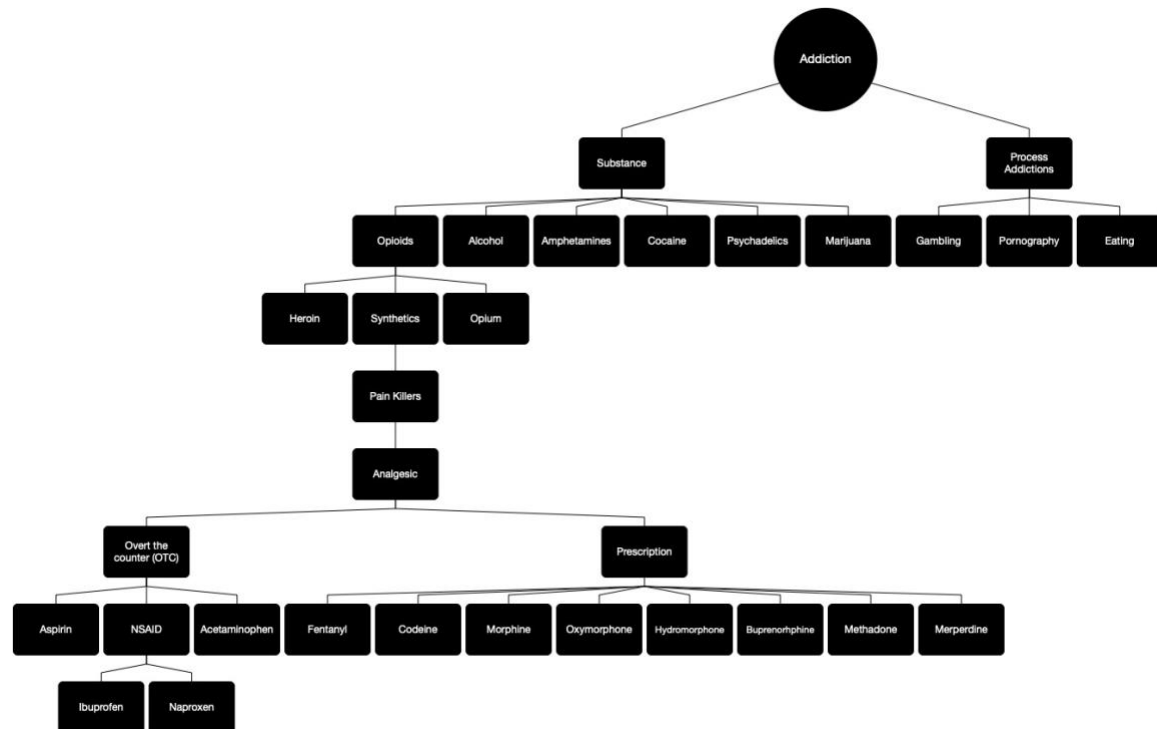 Addiction
Substance
Process
Addictions
Opioids
Alcohol
Amphetamines
Cocaine
Psychadelics
Marijuana
Gambling
Pornography
Eating
Heroin
Synthetics
Opium
Pain Killers
Analgesic
Overt the
counter (OTC)
Prescription
Aspirin
NSAID
Acetaminophen
Fentanyl
Codeine
Morphine
Oxymorphone
Hydromorphone
Buprenorhphine
Methadone
Merperdine
Ibuprofen
Naproxen